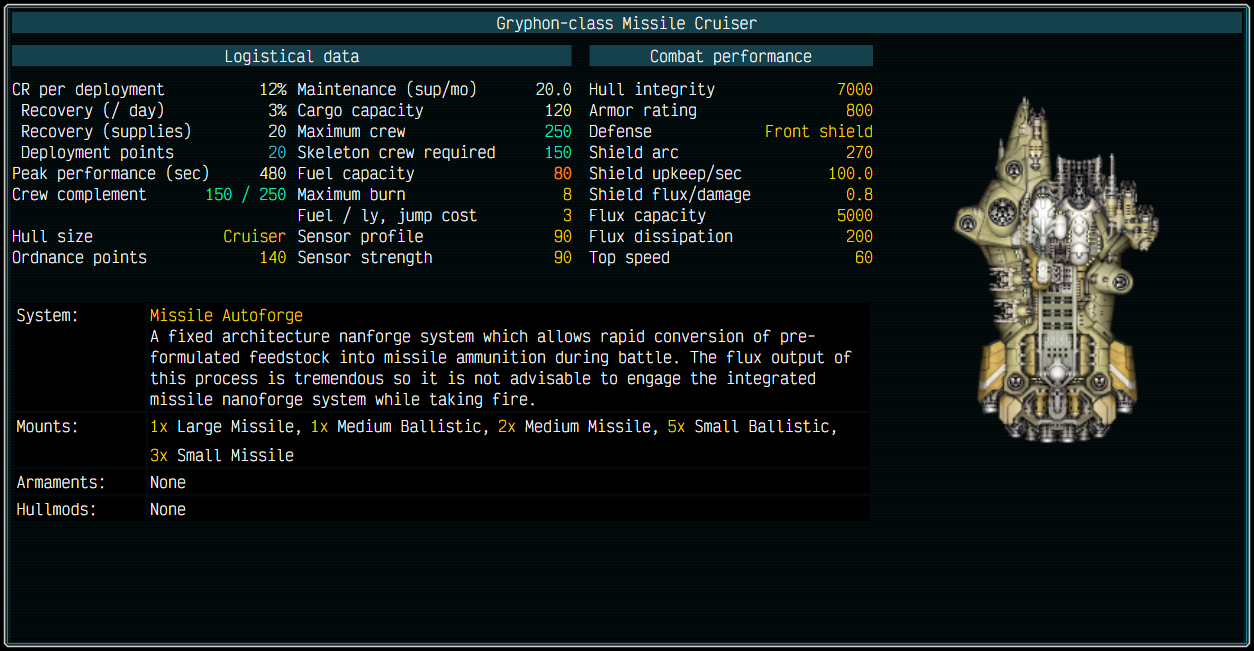 Gryphon-class Missile Cruiser
Logistical data
CR per deployment 12% Maintenance (sup/mo) 20.0
Recovery (/ day) 3% Cargo capacity 120
Recovery (supplies) 20 Maximum crew 250
Deployment points 20 Skeleton crew required 150
Peak performance (sec) 480 Fuel capacity 80
Crew complement 150 / 250 Maximum burn 8
Fuel / ly, jump cost 3
Hull size Cruiser Sensor profile 90
Ordnance points 140 Sensor strength 90
Combat performance
Hull integrity 7000
Armor rating 800
Defense Front shield
Shield arc 270
Shield upkeep/sec 100.0
Shield flux/damage 0.8
Flux capacity 5000
Flux dissipation 200
Top speed 60
System: Missile Autoforge
A fixed architecture nanforge system which allows rapid conversion of pre-
formulated feedstock into missile ammunition during battle. The flux output of
this process is tremendous so it is not advisable to engage the integrated
missile nanoforge system while taking fire.
Mounts: 1x Large Missile, 1x Medium Ballistic, 2x Medium Missile, 5x Small Ballistic,
3x Small Missile
Armaments: None
Hullmods: None